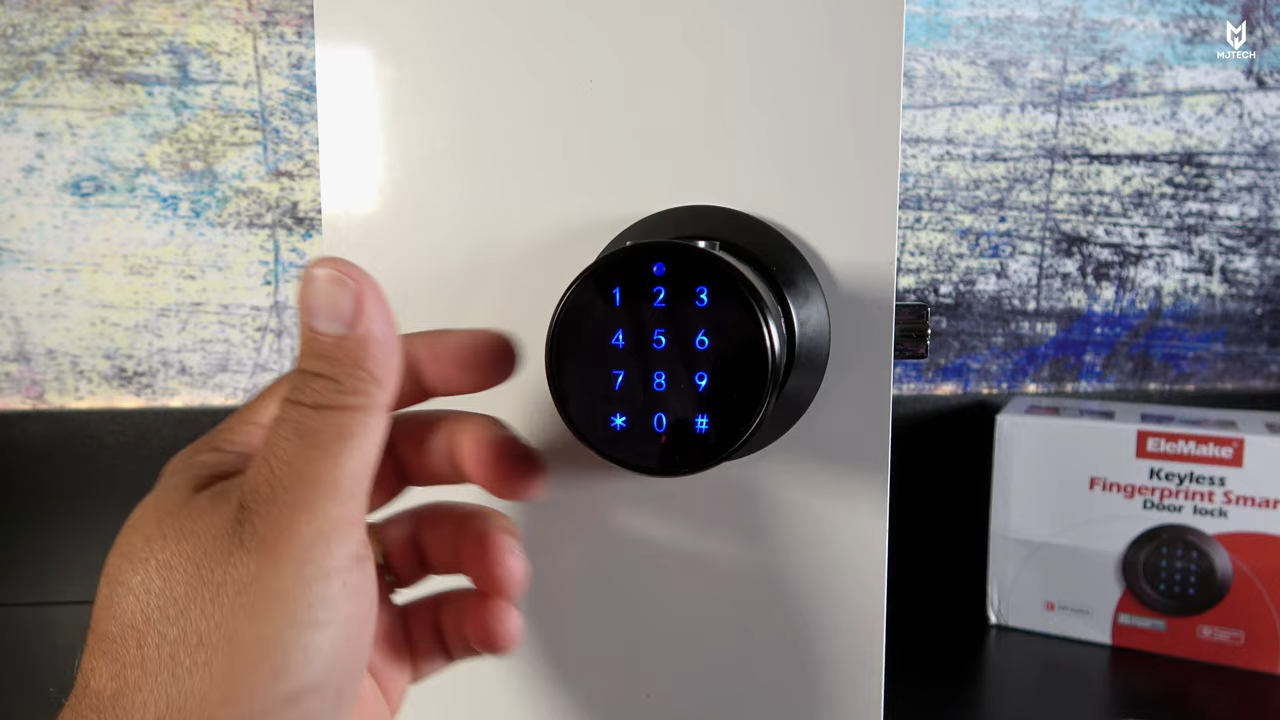 MJTECH
1 2 3
4 5 6
7 8 9
* 0 #
EleMake
Keyless
Fingerprint Smar
Door lock